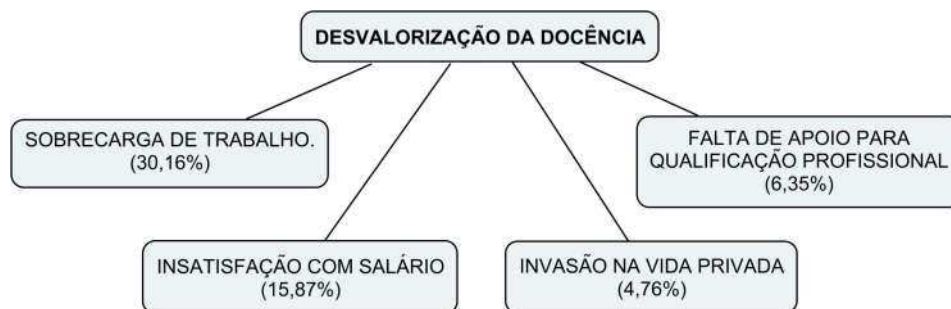 DESVALORIZAÇÃO DA DOCÊNCIA
SOBRECARGA DE TRABALHO.
(30,16%)
FALTA DE APOIO PARA
QUALIFICAÇÃO PROFISSIONAL
(6,35%)
INSATISFAÇÃO COM SALÁRIO
(15,87%)
INVASÃO NA VIDA PRIVADA
(4,76%)